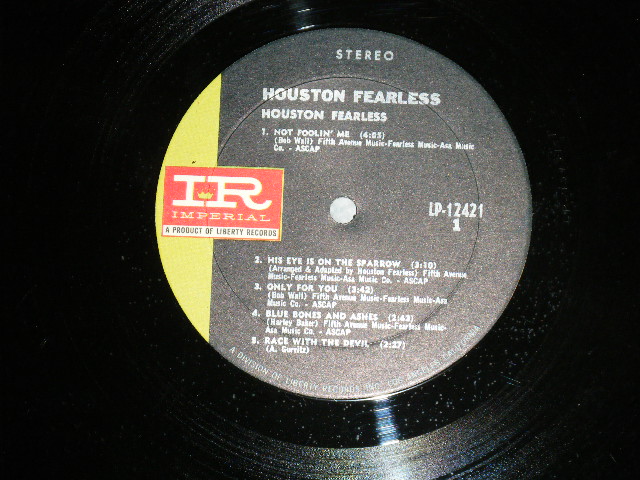 STEREO
HOUSTON FEARLESS
HOUSTON FEARLESS
1. NOT FOOLIN' ME (4:05)
(Bob Wall) Fifth Avenue Music-Fearless Music-Asa Music
Co. - ASCAP
IR
IMPERIAL
A PRODUCT OF LIBERTY RECORDS
LP-12421
1
2. HIS EYE IS ON THE SPARROW (3:10)
(Arranged & Adapted by Houston Fearless) Fifth Avenue
Music-Fearless Music-Asa Music Co. - ASCAP
3. ONLY FOR YOU (3:42)
(Bob Wall) Fifth Avenue Music-Fearless Music-Asa
Music Co. - ASCAP
4. BLUE BONES AND ASHES (2:43)
(Harley Baker) Fifth Avenue Music-Fearless Music-
Asa Music Co. - ASCAP
5. RACE WITH THE DEVIL (2:27)
(A. Gurvitz)
A DIVISION OF LIBERTY RECORDS, INC.